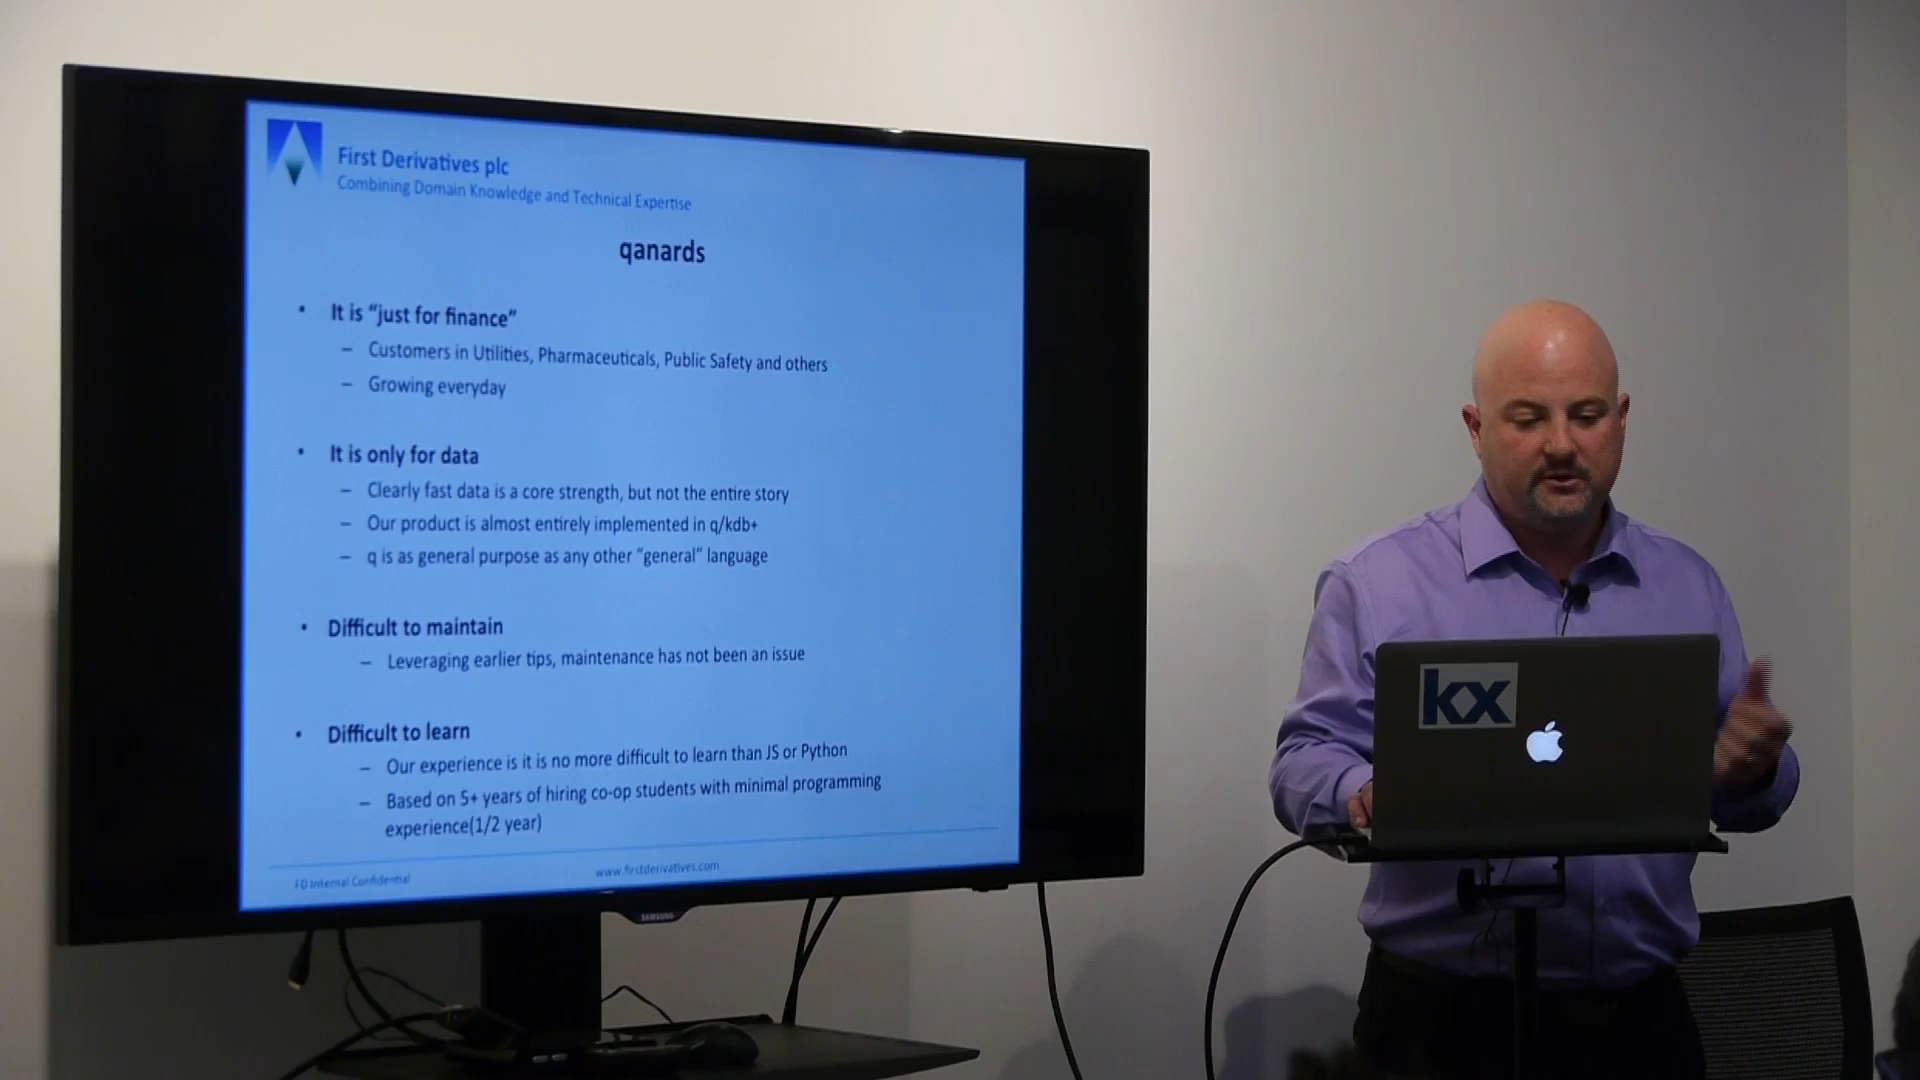 First Derivatives plc
Combining Domain Knowledge and Technical Expertise
qanards
• It is “just for finance”
– Customers in Utilities, Pharmaceuticals, Public Safety and others
– Growing everyday
• It is only for data
– Clearly fast data is a core strength, but not the entire story
– Our product is almost entirely implemented in q/kdb+
– q is as general purpose as any other “general” language
• Difficult to maintain
– Leveraging earlier tips, maintenance has not been an issue
• Difficult to learn
– Our experience is it is no more difficult to learn than JS or Python
– Based on 5+ years of hiring co-op students with minimal programming
experience(1/2 year)
FD Internal Confidential
www.firstderivatives.com
SAMSUNG
kx